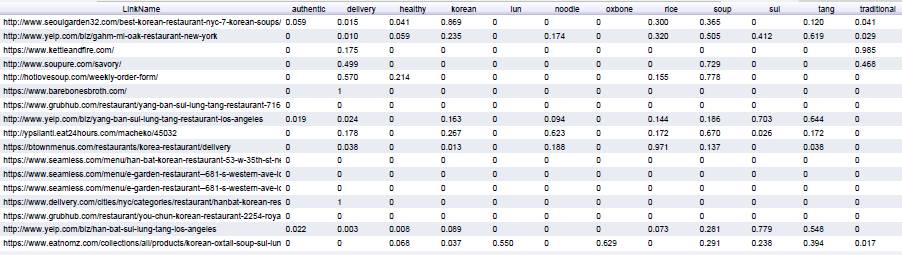 LinkName authentic delivery healthy korean lun noodle oxbone rice soup sul tang traditional
http://www.seoulgarden32.com/best-korean-restaurant-nyc-7-korean-soups/ 0.059 0.015 0.041 0.869 0 0 0 0.300 0.365 0 0.120 0.041
http://www.yelp.com/biz/gahm-mi-oak-restaurant-new-york 0 0.010 0.059 0.235 0 0.174 0 0.320 0.505 0.412 0.619 0.029
https://www.kettleandfire.com/ 0 0.175 0 0 0 0 0 0 0 0 0 0.985
http://www.soupure.com/savory/ 0 0.499 0 0 0 0 0 0 0.729 0 0 0.468
http://hotlovesoup.com/weekly-order-form/ 0 0.570 0.214 0 0 0 0 0.155 0.778 0 0 0
https://www.barebonesbroth.com/ 0 1 0 0 0 0 0 0 0 0 0 0
https://www.grubhub.com/restaurant/yang-ban-sul-lung-tang-restaurant-716 0 0 0 0 0 0 0 0 0 0 0 0
http://www.yelp.com/biz/yang-ban-sul-lung-tang-restaurant-los-angeles 0.019 0.024 0 0.163 0 0.094 0 0.144 0.186 0.703 0.644 0
http://ypsilanti.eat24hours.com/macheko/45032 0 0.178 0 0.267 0 0.623 0 0.172 0.670 0.026 0.172 0
https://btownmenus.com/restaurants/korea-restaurant/delivery 0 0.038 0 0.013 0 0.188 0 0.971 0.137 0 0.038 0
https://www.seamless.com/menu/han-bat-korean-restaurant-53-w-35th-st-ne 0 0 0 0 0 0 0 0 0 0 0 0
https://www.seamless.com/menu/e-garden-restaurant--681-s-western-ave-lo 0 0 0 0 0 0 0 0 0 0 0 0
https://www.seamless.com/menu/e-garden-restaurant--681-s-western-ave-lo 0 0 0 0 0 0 0 0 0 0 0 0
https://www.delivery.com/cities/nyc/categories/restaurant/hanbat-korean-res 0 1 0 0 0 0 0 0 0 0 0 0
https://www.grubhub.com/restaurant/you-chun-korean-restaurant-2254-roya 0 0 0 0 0 0 0 0 0 0 0 0
http://www.yelp.com/biz/han-bat-sul-lung-tang-los-angeles 0.022 0.003 0.008 0.089 0 0 0 0.073 0.281 0.779 0.548 0
https://www.eatnomz.com/collections/all/products/korean-oxtail-soup-sul-lun 0 0 0.068 0.037 0.550 0 0.629 0 0.291 0.238 0.394 0.017